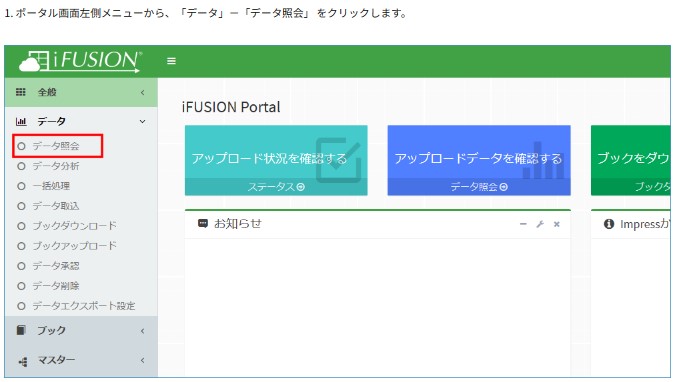 1. ポータル画面左側メニューから、「データ」－「データ照会」 をクリックします。
iFUSION
全般
データ
データ照会
データ分析
一括処理
データ取込
ブックダウンロード
ブックアップロード
データ承認
データ削除
データエクスポート設定
ブック
マスター
iFUSION Portal
アップロード状況を確認する
ステータス
アップロードデータを確認する
データ照会
ブックをダウ
ブックダ
お知らせ
Impressカ